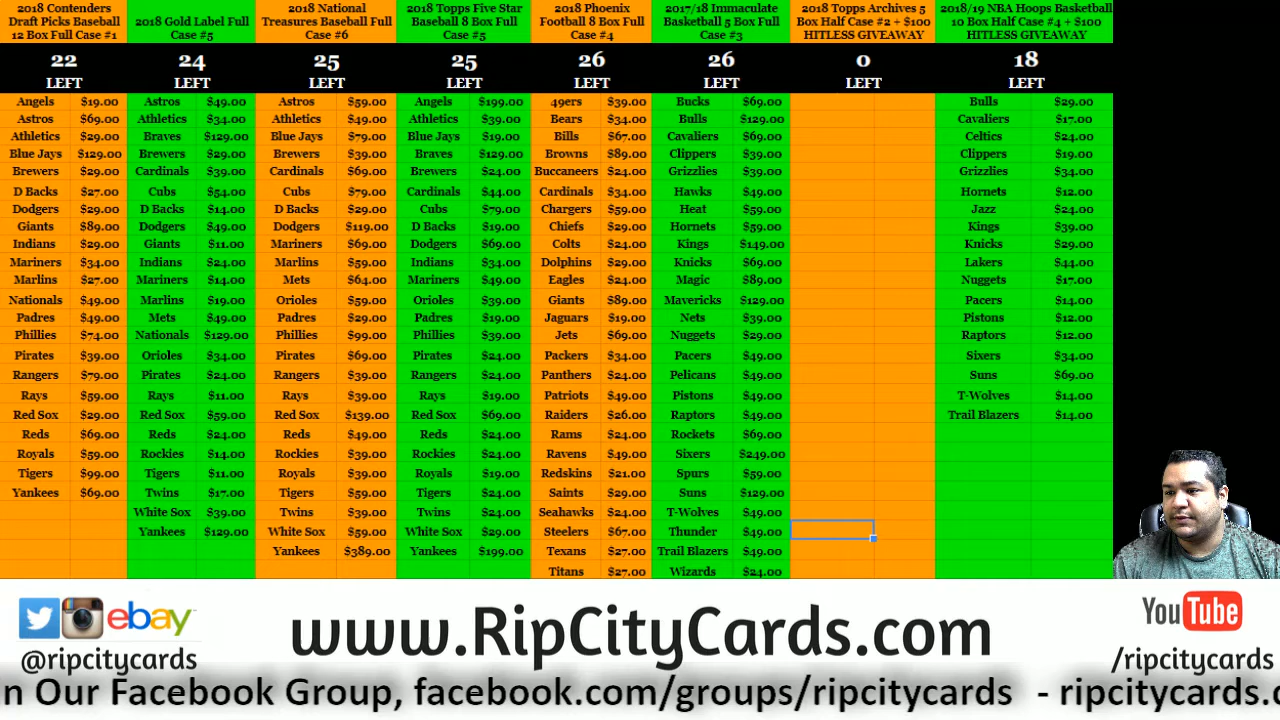 2018 Contenders Draft Picks Baseball 12 Box Full Case #1
22
LEFT
Angels $19.00
Astros $69.00
Athletics $29.00
Blue Jays $129.00
Brewers $29.00
D Backs $27.00
Dodgers $29.00
Giants $89.00
Indians $29.00
Mariners $34.00
Marlins $27.00
Nationals $49.00
Padres $49.00
Phillies $74.00
Pirates $39.00
Rangers $79.00
Rays $59.00
Red Sox $29.00
Reds $69.00
Royals $59.00
Tigers $99.00
Yankees $69.00
2018 Gold Label Full Case #5
24
LEFT
Astros $49.00
Athletics $34.00
Braves $129.00
Brewers $29.00
Cardinals $39.00
Cubs $54.00
D Backs $14.00
Dodgers $49.00
Giants $11.00
Indians $24.00
Mariners $14.00
Marlins $19.00
Mets $49.00
Nationals $129.00
Orioles $34.00
Pirates $24.00
Rays $11.00
Red Sox $59.00
Reds $24.00
Rockies $14.00
Tigers $11.00
Twins $17.00
White Sox $39.00
Yankees $129.00
2018 National Treasures Baseball Full Case #6
25
LEFT
Astros $59.00
Athletics $49.00
Blue Jays $79.00
Brewers $39.00
Cardinals $69.00
Cubs $79.00
D Backs $29.00
Dodgers $119.00
Mariners $69.00
Marlins $59.00
Mets $64.00
Orioles $59.00
Padres $29.00
Phillies $99.00
Pirates $69.00
Rangers $39.00
Rays $39.00
Red Sox $139.00
Reds $49.00
Rockies $39.00
Royals $39.00
Tigers $59.00
Twins $39.00
White Sox $59.00
Yankees $389.00
2018 Topps Five Star Baseball 8 Box Full Case #5
25
LEFT
Angels $199.00
Athletics $39.00
Blue Jays $19.00
Braves $129.00
Brewers $24.00
Cardinals $44.00
Cubs $79.00
D Backs $19.00
Dodgers $69.00
Indians $34.00
Mariners $49.00
Orioles $39.00
Padres $19.00
Phillies $39.00
Pirates $24.00
Rangers $24.00
Rays $19.00
Red Sox $69.00
Reds $24.00
Rockies $24.00
Royals $19.00
Tigers $24.00
Twins $24.00
White Sox $29.00
Yankees $199.00
2018 Phoenix Football 8 Box Full Case #4
26
LEFT
49ers $39.00
Bears $34.00
Bills $67.00
Browns $89.00
Buccaneers $24.00
Cardinals $34.00
Chargers $59.00
Chiefs $29.00
Colts $24.00
Dolphins $29.00
Eagles $24.00
Giants $89.00
Jaguars $19.00
Jets $69.00
Packers $34.00
Panthers $24.00
Patriots $49.00
Raiders $26.00
Rams $24.00
Ravens $49.00
Redskins $21.00
Saints $29.00
Seahawks $24.00
Steelers $67.00
Texans $27.00
Titans $27.00
2017/18 Immaculate Basketball 5 Box Full Case #3
26
LEFT
Bucks $69.00
Bulls $129.00
Cavaliers $69.00
Clippers $39.00
Grizzlies $39.00
Hawks $49.00
Heat $59.00
Hornets $59.00
Kings $149.00
Knicks $69.00
Magic $89.00
Mavericks $129.00
Nets $39.00
Nuggets $29.00
Pacers $49.00
Pelicans $49.00
Pistons $49.00
Raptors $49.00
Rockets $69.00
Sixers $249.00
Spurs $59.00
Suns $129.00
T-Wolves $49.00
Thunder $49.00
Trail Blazers $49.00
Wizards $24.00
2018 Topps Archives 5 Box Half Case #2 + $100 HITLESS GIVEAWAY
0
LEFT
2018/19 NBA Hoops Basketball 10 Box Half Case #4 + $100 HITLESS GIVEAWAY
18
LEFT
Bulls $29.00
Cavaliers $17.00
Celtics $24.00
Clippers $19.00
Grizzlies $34.00
Hornets $12.00
Jazz $24.00
Kings $39.00
Knicks $29.00
Lakers $44.00
Nuggets $17.00
Pacers $14.00
Pistons $12.00
Raptors $12.00
Sixers $34.00
Suns $69.00
T-Wolves $14.00
Trail Blazers $14.00
ebay
@ripcitycards
www.RipCityCards.com
YouTube
/ripcitycards
n Our Facebook Group, facebook.com/groups/ripcitycards - ripcitycards.c